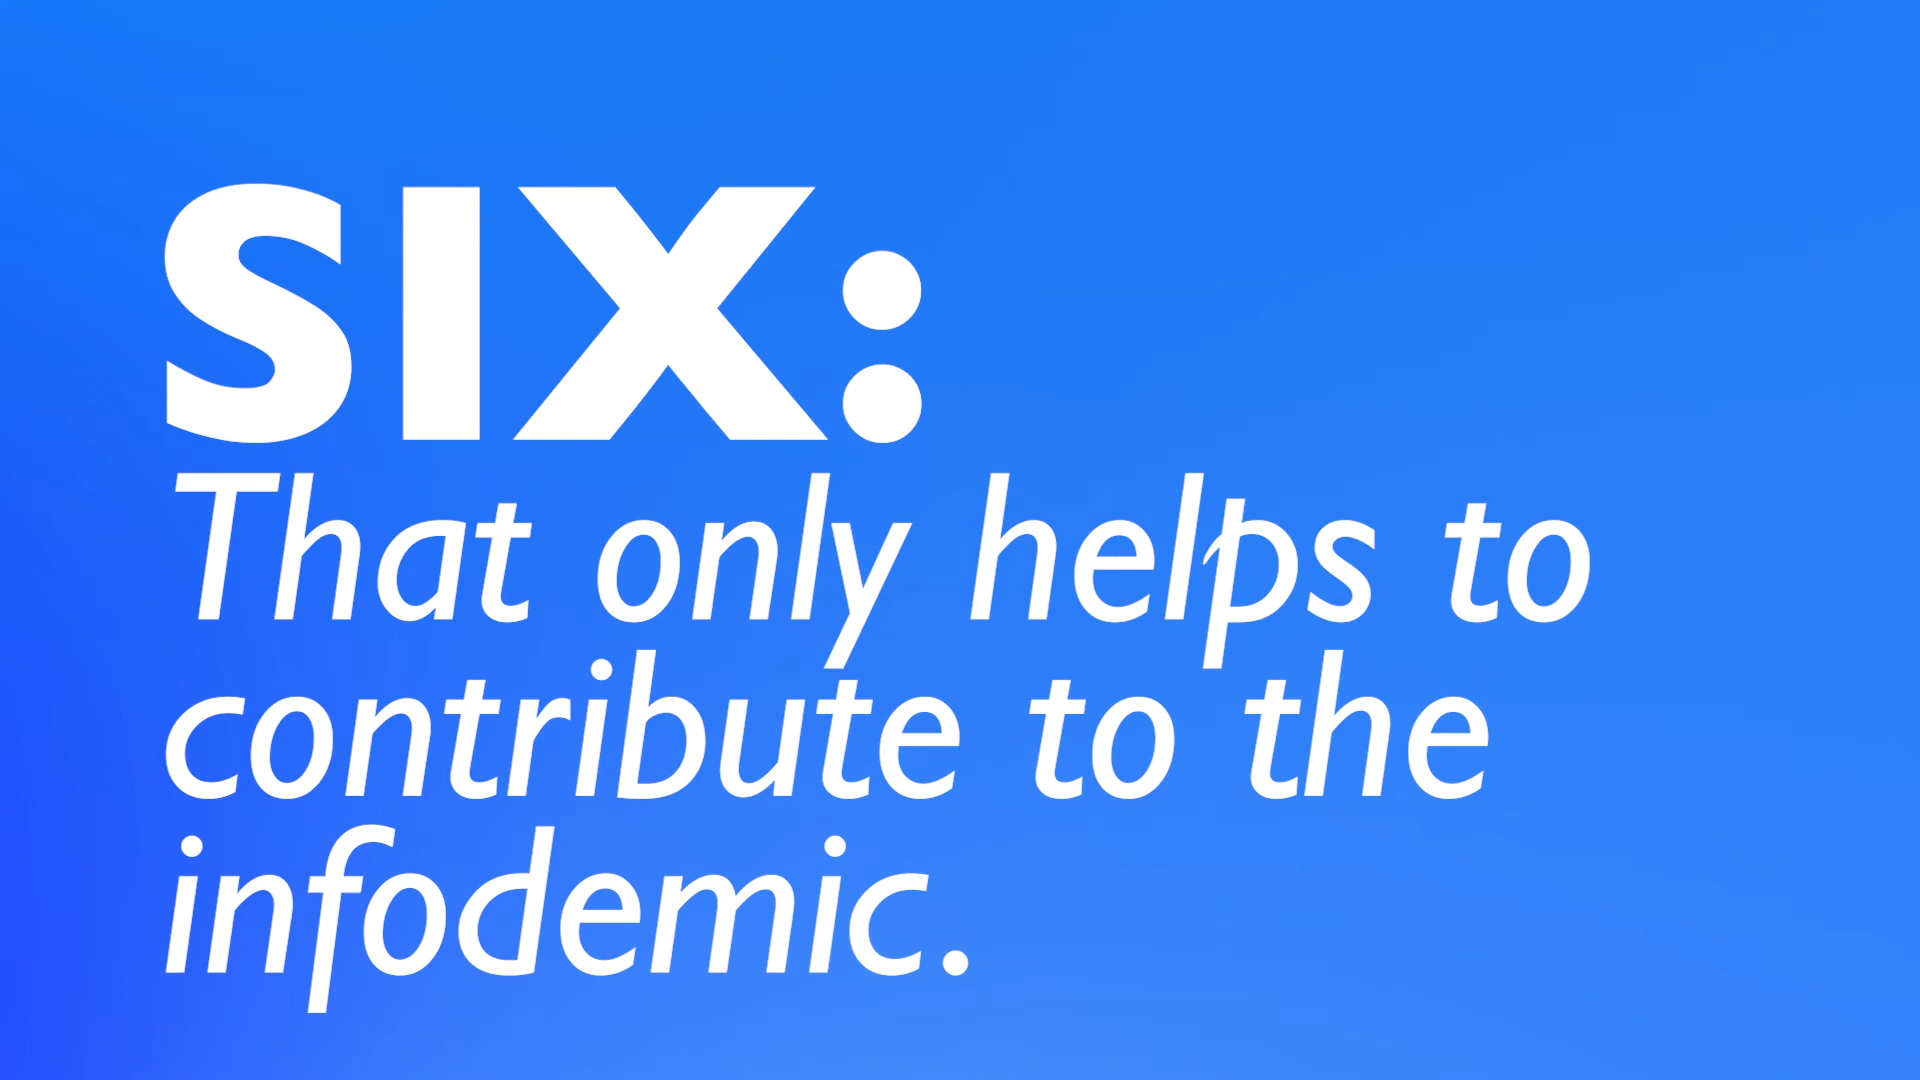 SIX:
That only helps to
contribute to the
infodemic.